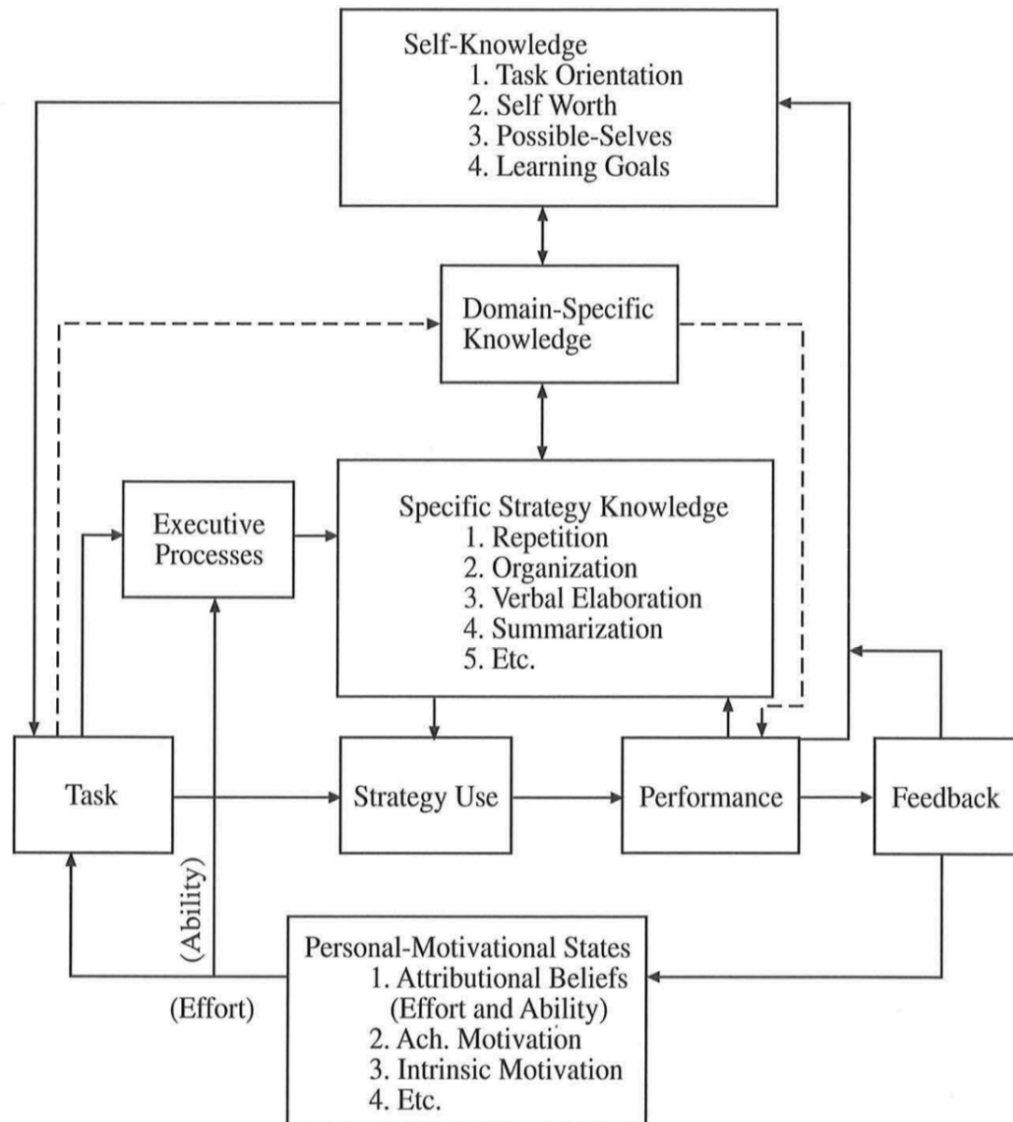 Self-Knowledge
1. Task Orientation
2. Self Worth
3. Possible-Selves
4. Learning Goals
Domain-Specific
Knowledge
Executive
Processes
Specific Strategy Knowledge
1. Repetition
2. Organization
3. Verbal Elaboration
4. Summarization
5. Etc.
Task
Strategy Use
Performance
Feedback
(Ability)
(Effort)
Personal-Motivational States
1. Attributional Beliefs
(Effort and Ability)
2. Ach. Motivation
3. Intrinsic Motivation
4. Etc.